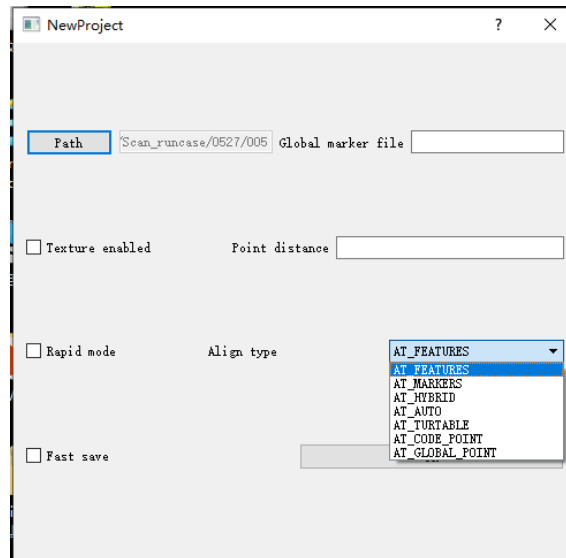 NewProject
Path
Scan_runcase/0527/005
Global marker file
Texture enabled
Point distance
Rapid mode
Align type
AT_FEATURES
AT_FEATURES
AT_MARKERS
AT_HYBRID
AT_AUTO
AT_TURTABLE
AT_CODE_POINT
AT_GLOBAL_POINT
Fast save